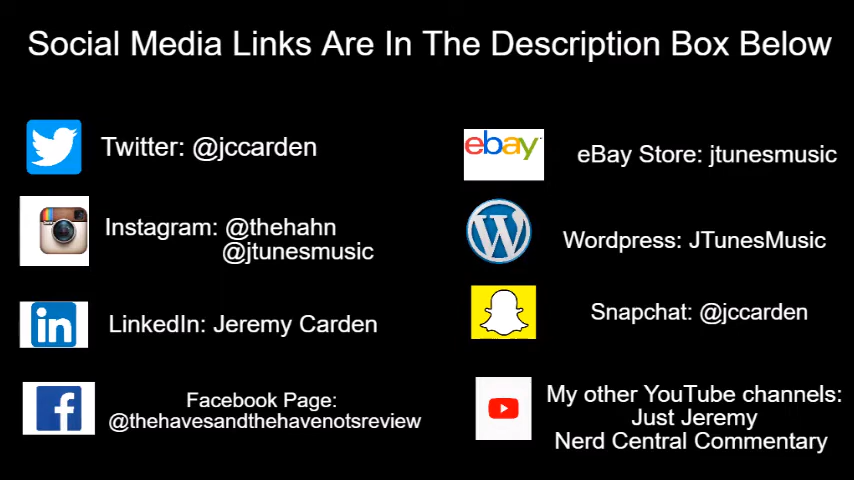 Social Media Links Are In The Description Box Below
Twitter: @jccarden
Instagram: @thehahn
@jtunesmusic
in LinkedIn: Jeremy Carden
f
Facebook Page:
@thehavesandthehavenotsreview
ebay
eBay Store: jtunesmusic
W
Wordpress: JTunesMusic
Snapchat: @jccarden
My other YouTube channels:
Just Jeremy
Nerd Central Commentary